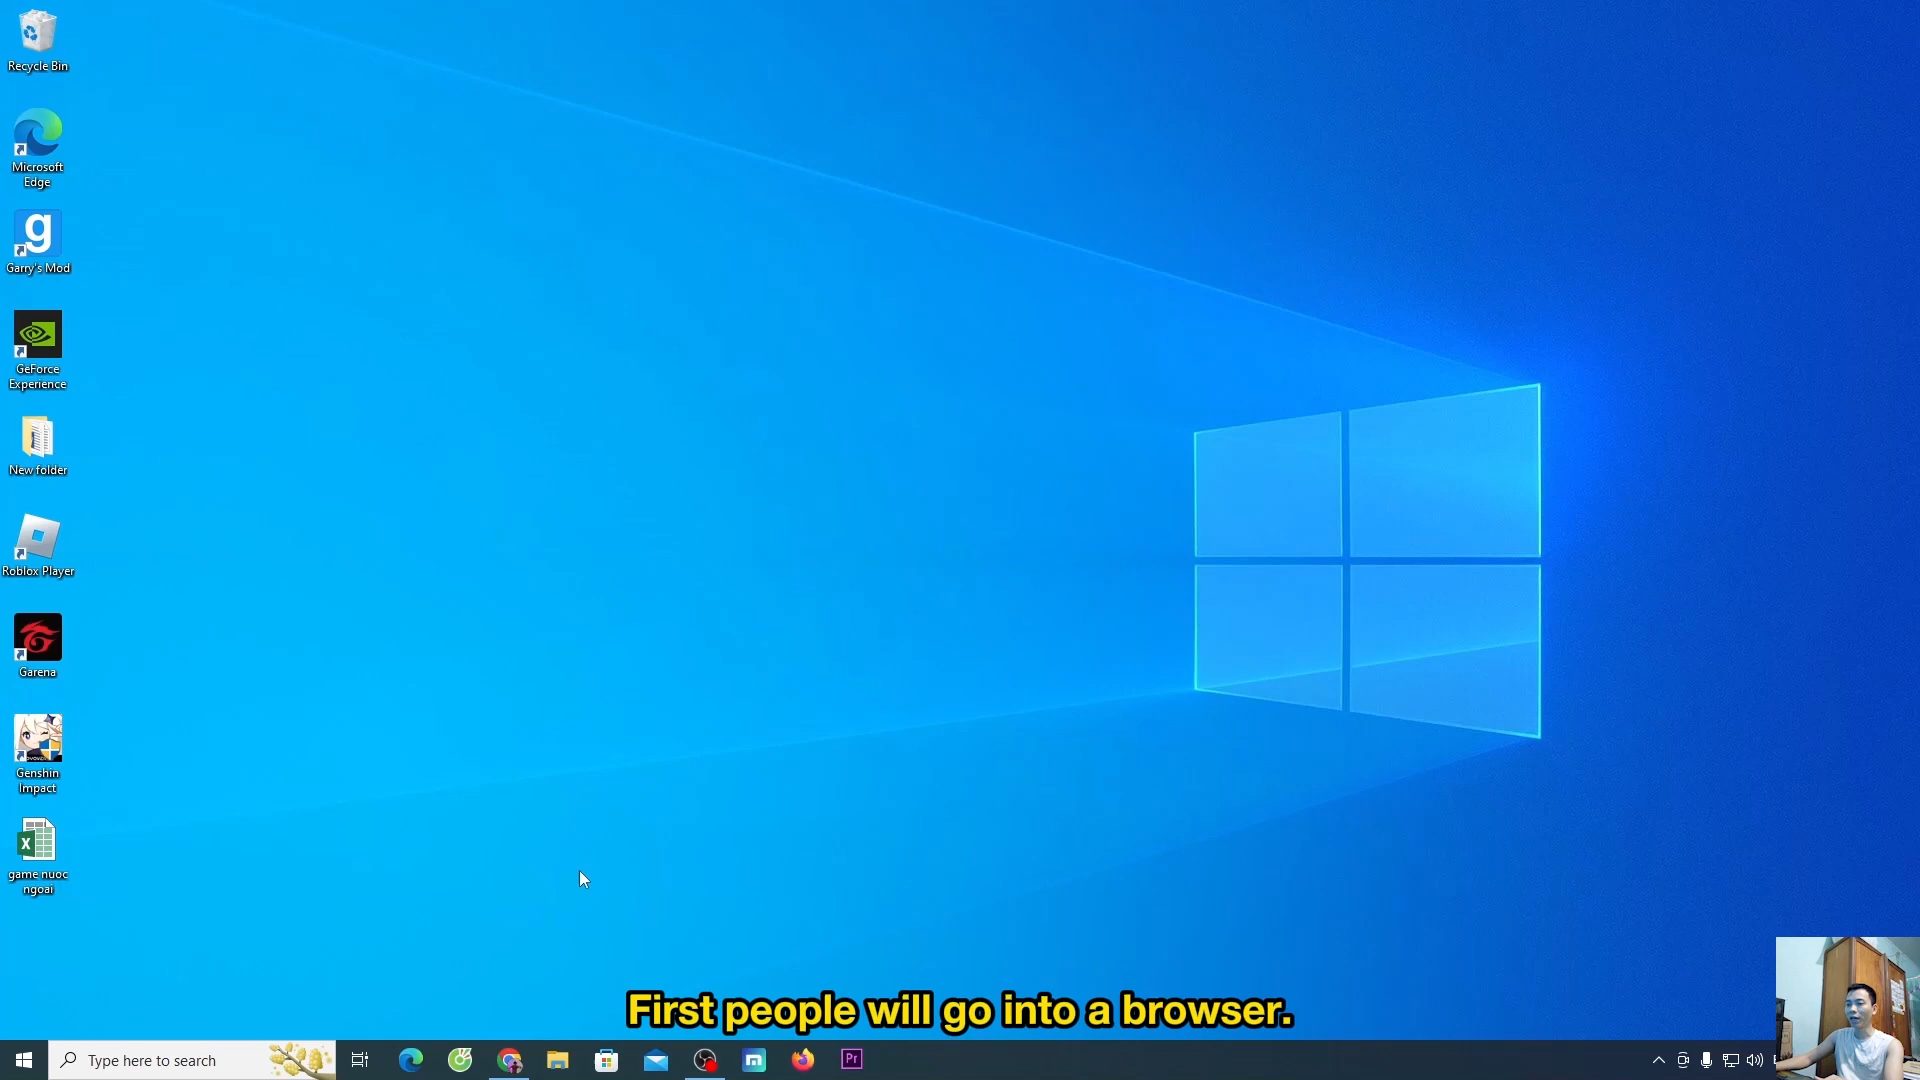 Recycle Bin
Microsoft
Edge
g
Garry's Mod
GeForce
Experience
New folder
Roblox Player
Garena
Genshin
Impact
X
game nuoc
ngoai
First people will go into a browser.
Type here to search
Pr